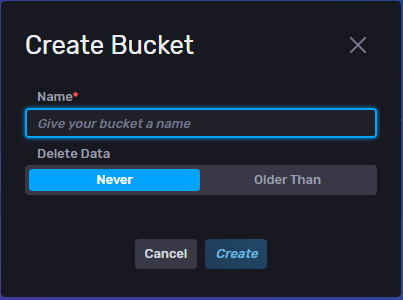 Create Bucket
Name*
Give your bucket a name
Delete Data
Never Older Than
Cancel Create